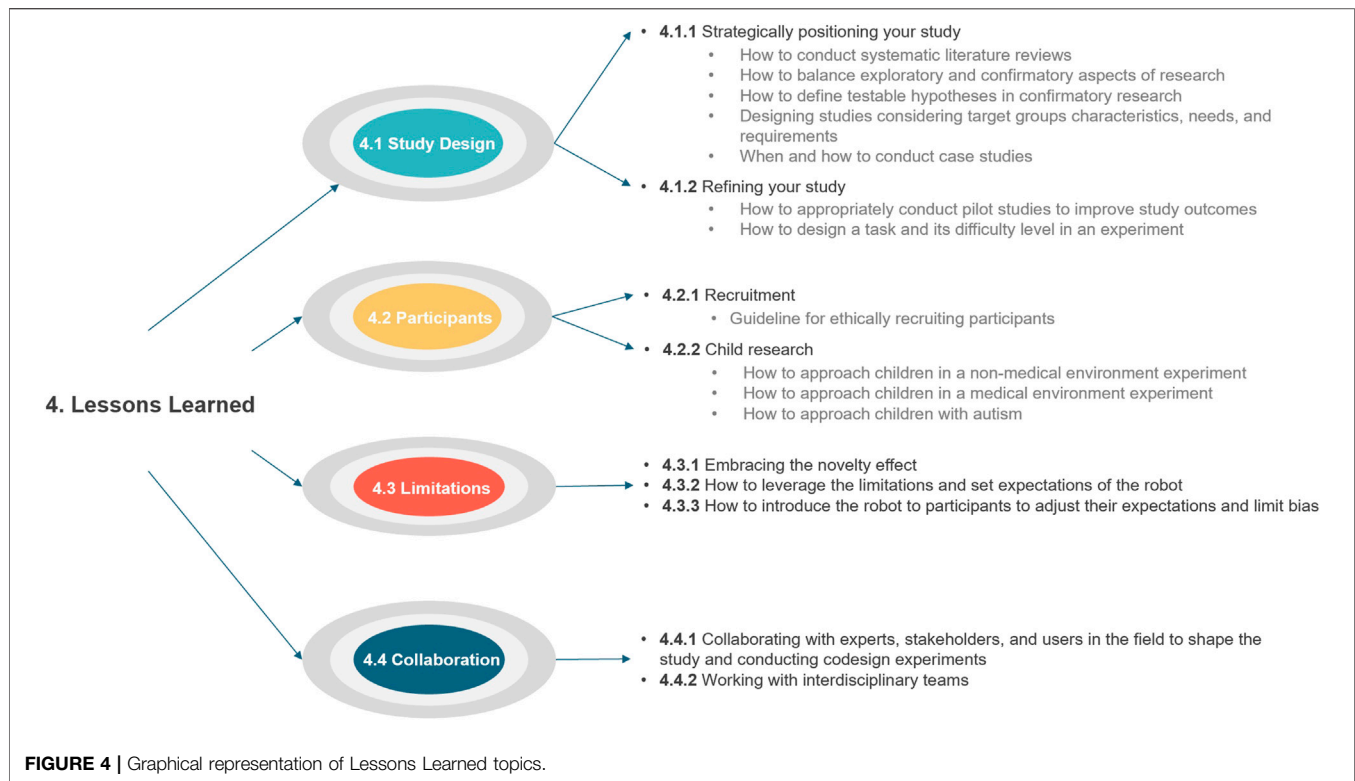 4. Lessons Learned
4.1 Study Design
• 4.1.1 Strategically positioning your study
• How to conduct systematic literature reviews
• How to balance exploratory and confirmatory aspects of research
• How to define testable hypotheses in confirmatory research
• Designing studies considering target groups characteristics, needs, and
requirements
• When and how to conduct case studies
• 4.1.2 Refining your study
• How to appropriately conduct pilot studies to improve study outcomes
• How to design a task and its difficulty level in an experiment
4.2 Participants
• 4.2.1 Recruitment
• Guideline for ethically recruiting participants
• 4.2.2 Child research
• How to approach children in a non-medical environment experiment
• How to approach children in a medical environment experiment
• How to approach children with autism
4.3 Limitations
• 4.3.1 Embracing the novelty effect
• 4.3.2 How to leverage the limitations and set expectations of the robot
• 4.3.3 How to introduce the robot to participants to adjust their expectations and limit bias
4.4 Collaboration
• 4.4.1 Collaborating with experts, stakeholders, and users in the field to shape the
study and conducting codesign experiments
• 4.4.2 Working with interdisciplinary teams
FIGURE 4 | Graphical representation of Lessons Learned topics.